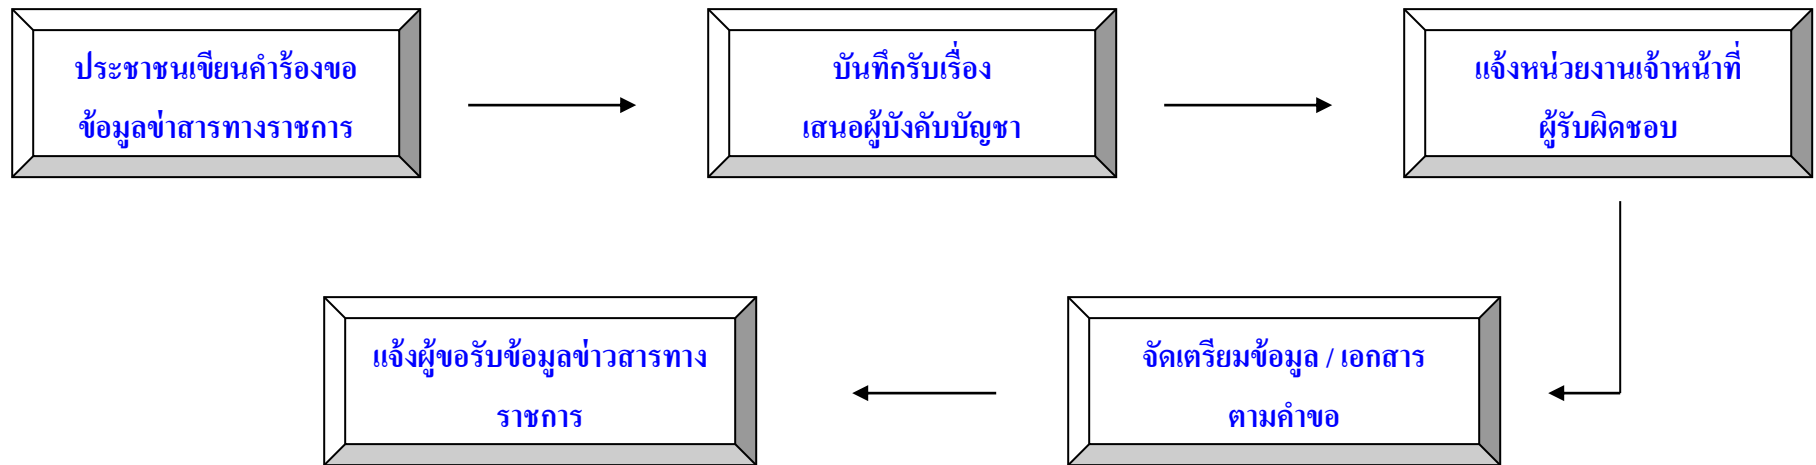 ประชาชนเขียนคำร้องขอ
ข้อมูลข่าสารทางราชการ
บันทึกรับเรื่อง
เสนอผู้บังคับบัญชา
แจ้งหน่วยงานเจ้าหน้าที่
ผู้รับผิดชอบ
จัดเตรียมข้อมูล / เอกสาร
ตามคำขอ
แจ้งผู้ขอรับข้อมูลข่าวสารทาง
ราชการ